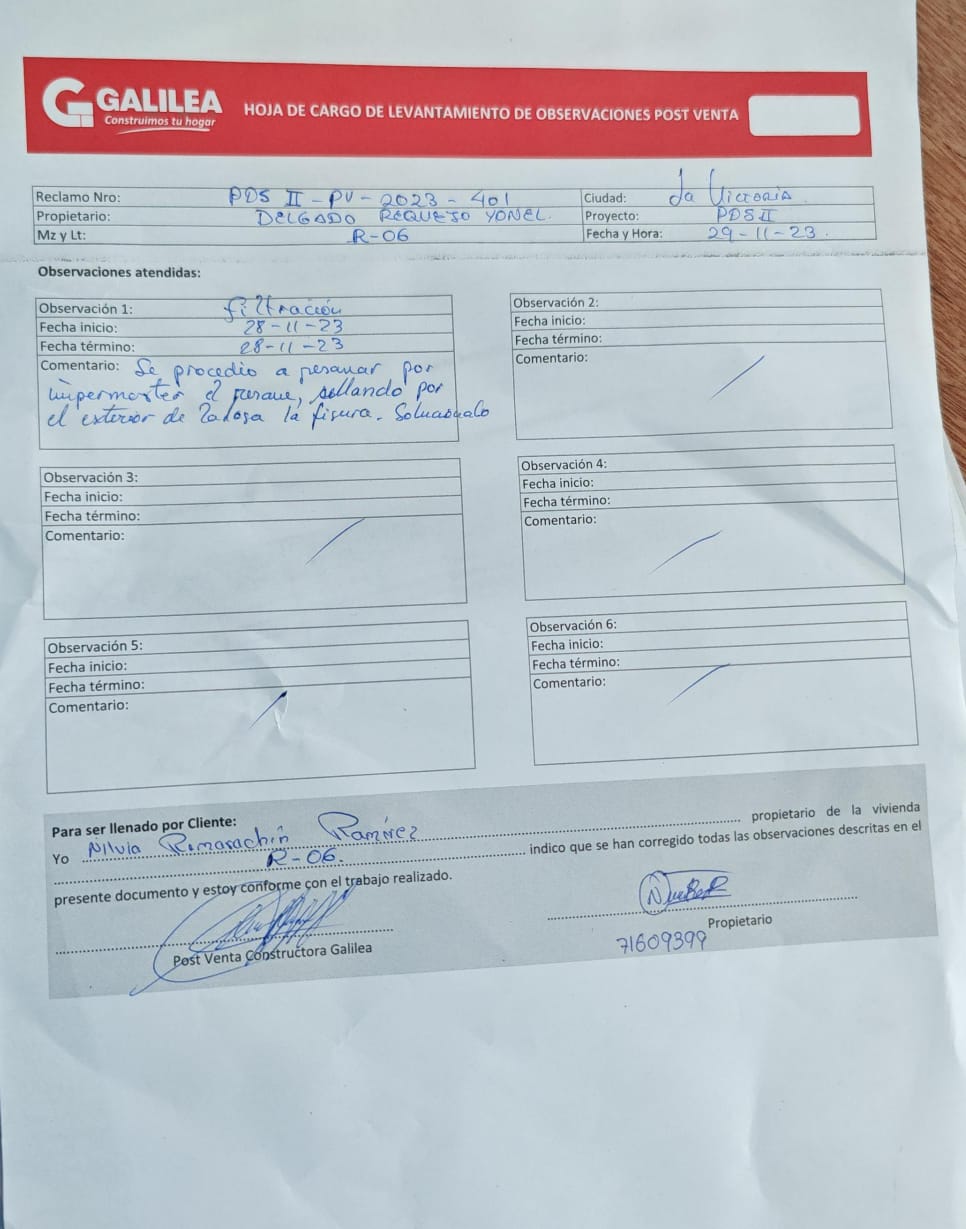 GALILEA
Construimos tu hogar
HOJA DE CARGO DE LEVANTAMIENTO DE OBSERVACIONES POST VENTA
Reclamo Nro: PDS II - PV - 2023 - 401 Ciudad: La Victoria
Propietario: DELGADO REQUEJO YONEL. Proyecto: PDS II
Mz y Lt: R-06 Fecha y Hora: 29-11-23.
Observaciones atendidas:
Observación 1: filtración
Fecha inicio: 28-11-23
Fecha término: 28-11-23
Comentario: Se procedio a por
el, sellando por
el exterior de la losa la fisura.
Observación 2:
Fecha inicio:
Fecha término:
Comentario:
Observación 3:
Fecha inicio:
Fecha término:
Comentario:
Observación 4:
Fecha inicio:
Fecha término:
Comentario:
Observación 5:
Fecha inicio:
Fecha término:
Comentario:
Observación 6:
Fecha inicio:
Fecha término:
Comentario:
Para ser llenado por Cliente:
Yo Nilvia Ramírez propietario de la vivienda
R-06. indico que se han corregido todas las observaciones descritas en el
presente documento y estoy conforme con el trabajo realizado.
Post Venta Constructora Galilea
Propietario
71609399